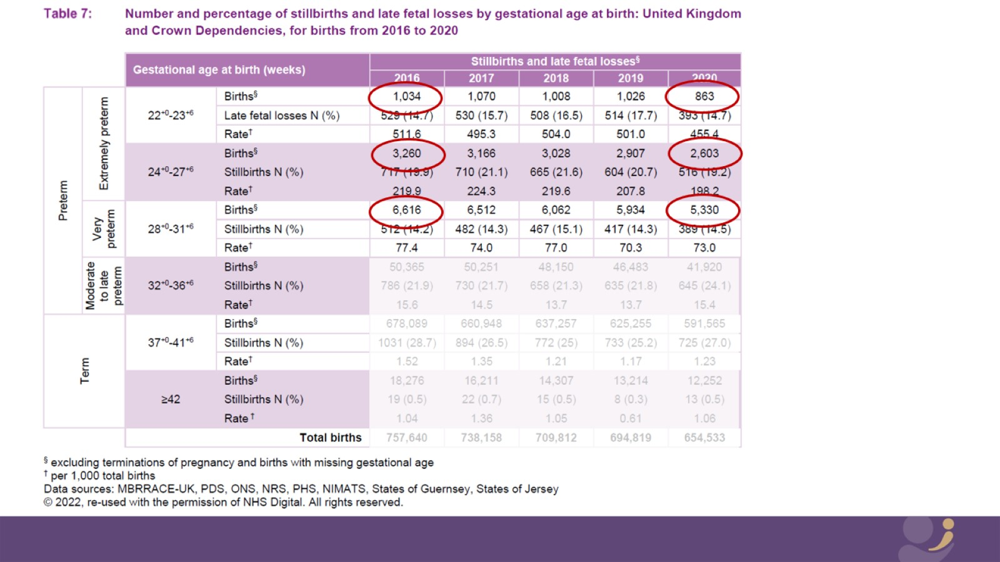 Table 7:
Number and percentage of stillbirths and late fetal losses by gestational age at birth: United Kingdom
and Crown Dependencies, for births from 2016 to 2020
Gestational age at birth (weeks)
Stillbirths and late fetal losses§
2016 2017 2018 2019 2020
Preterm
Extremely preterm
22+0-23+6
Births§ 1,034 1,070 1,008 1,026 863
Late fetal losses N (%) 529 (14.7) 530 (15.7) 508 (16.5) 514 (17.7) 393 (14.7)
Rate† 511.6 495.3 504.0 501.0 455.4
24+0-27+6
Births§ 3,260 3,166 3,028 2,907 2,603
Stillbirths N (%) 717 (19.9) 710 (21.1) 665 (21.6) 604 (20.7) 516 (19.2)
Rate† 219.9 224.3 219.6 207.8 198.2
Very
preterm
28+0-31+6
Births§ 6,616 6,512 6,062 5,934 5,330
Stillbirths N (%) 512 (14.2) 482 (14.3) 467 (15.1) 417 (14.3) 389 (14.5)
Rate† 77.4 74.0 77.0 70.3 73.0
Moderate
to late
preterm
32+0-36+6
Births§ 50,365 50,251 48,150 46,483 41,920
Stillbirths N (%) 786 (21.9) 730 (21.7) 658 (21.3) 635 (21.8) 645 (24.1)
Rate† 15.6 14.5 13.7 13.7 15.4
Term
37+0-41+6
Births§ 678,089 660,948 637,257 625,255 591,565
Stillbirths N (%) 1031 (28.7) 894 (26.5) 772 (25) 733 (25.2) 725 (27.0)
Rate† 1.52 1.35 1.21 1.17 1.23
≥42
Births§ 18,276 16,211 14,307 13,214 12,252
Stillbirths N (%) 19 (0.5) 22 (0.7) 15 (0.5) 8 (0.3) 13 (0.5)
Rate † 1.04 1.36 1.05 0.61 1.06
Total births 757,640 738,158 709,812 694,819 654,533
§ excluding terminations of pregnancy and births with missing gestational age
† per 1,000 total births
Data sources: MBRRACE-UK, PDS, ONS, NRS, PHS, NIMATS, States of Guernsey, States of Jersey
© 2022, re-used with the permission of NHS Digital. All rights reserved.